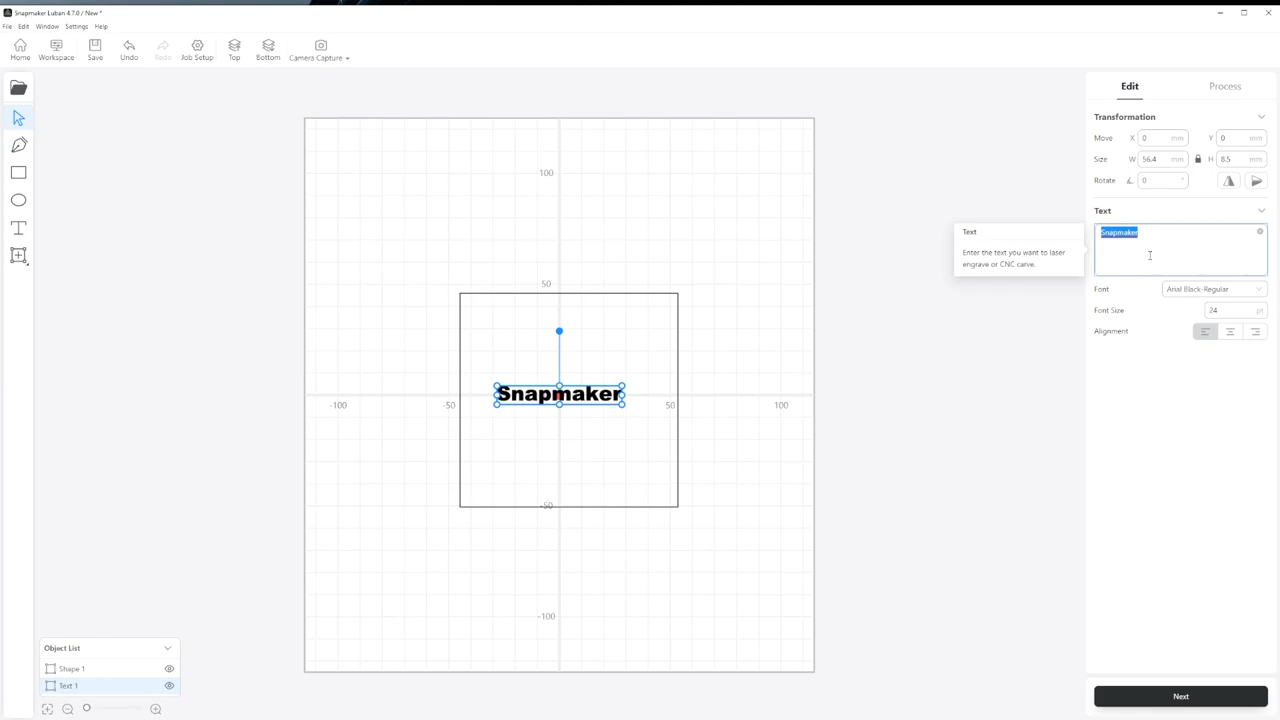 Snapmaker Luban 4.7.0 / New *
File Edit Window Settings Help
Home Workspace Save Undo Redo Job Setup Top Bottom Camera Capture
Edit Process
Transformation
Move X 0 mm Y 0 mm
Size W 56.4 mm H 8.5 mm
Rotate 0 °
Text
Snapmaker
Text
Enter the text you want to laser
engrave or CNC carve.
Font Arial Black-Regular
Font Size 24 pt
Alignment
100
50
Snapmaker
-100 -50 50 100
-50
-100
Object List
Shape 1
Text 1
Next